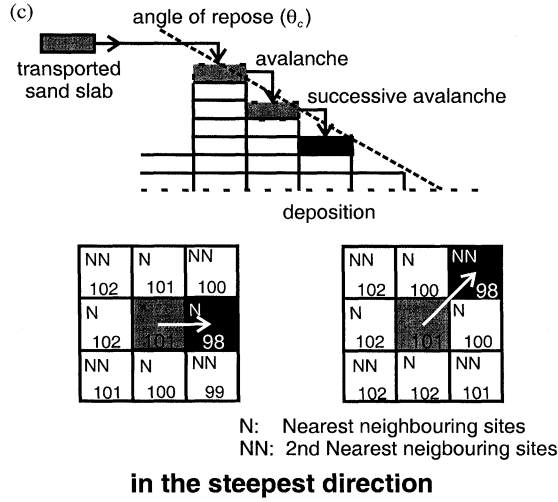 (c)
angle of repose (θc)
transported
sand slab
avalanche
successive avalanche
deposition
NN N NN
102 101 100
N N
102 101 98
NN N NN
101 100 99
NN N NN
102 100 98
N N
102 101 100
NN N NN
102 102 101
N: Nearest neighbouring sites
NN: 2nd Nearest neigbouring sites
in the steepest direction